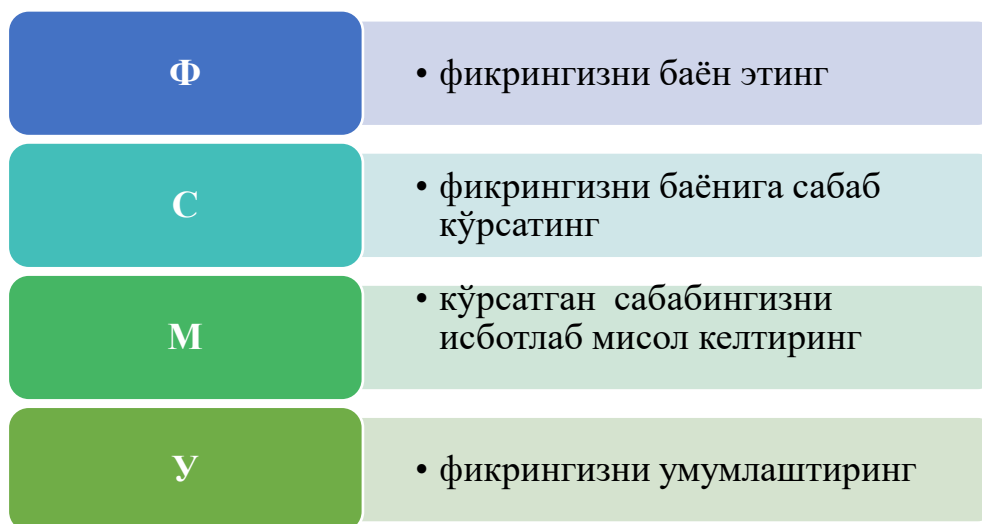 Ф
• фикрингизни баён этинг
С
• фикрингизни баёнига сабаб
кўрсатинг
М
• кўрсатган сабабингизни
исботлаб мисол келтиринг
У
• фикрингизни умумлаштиринг